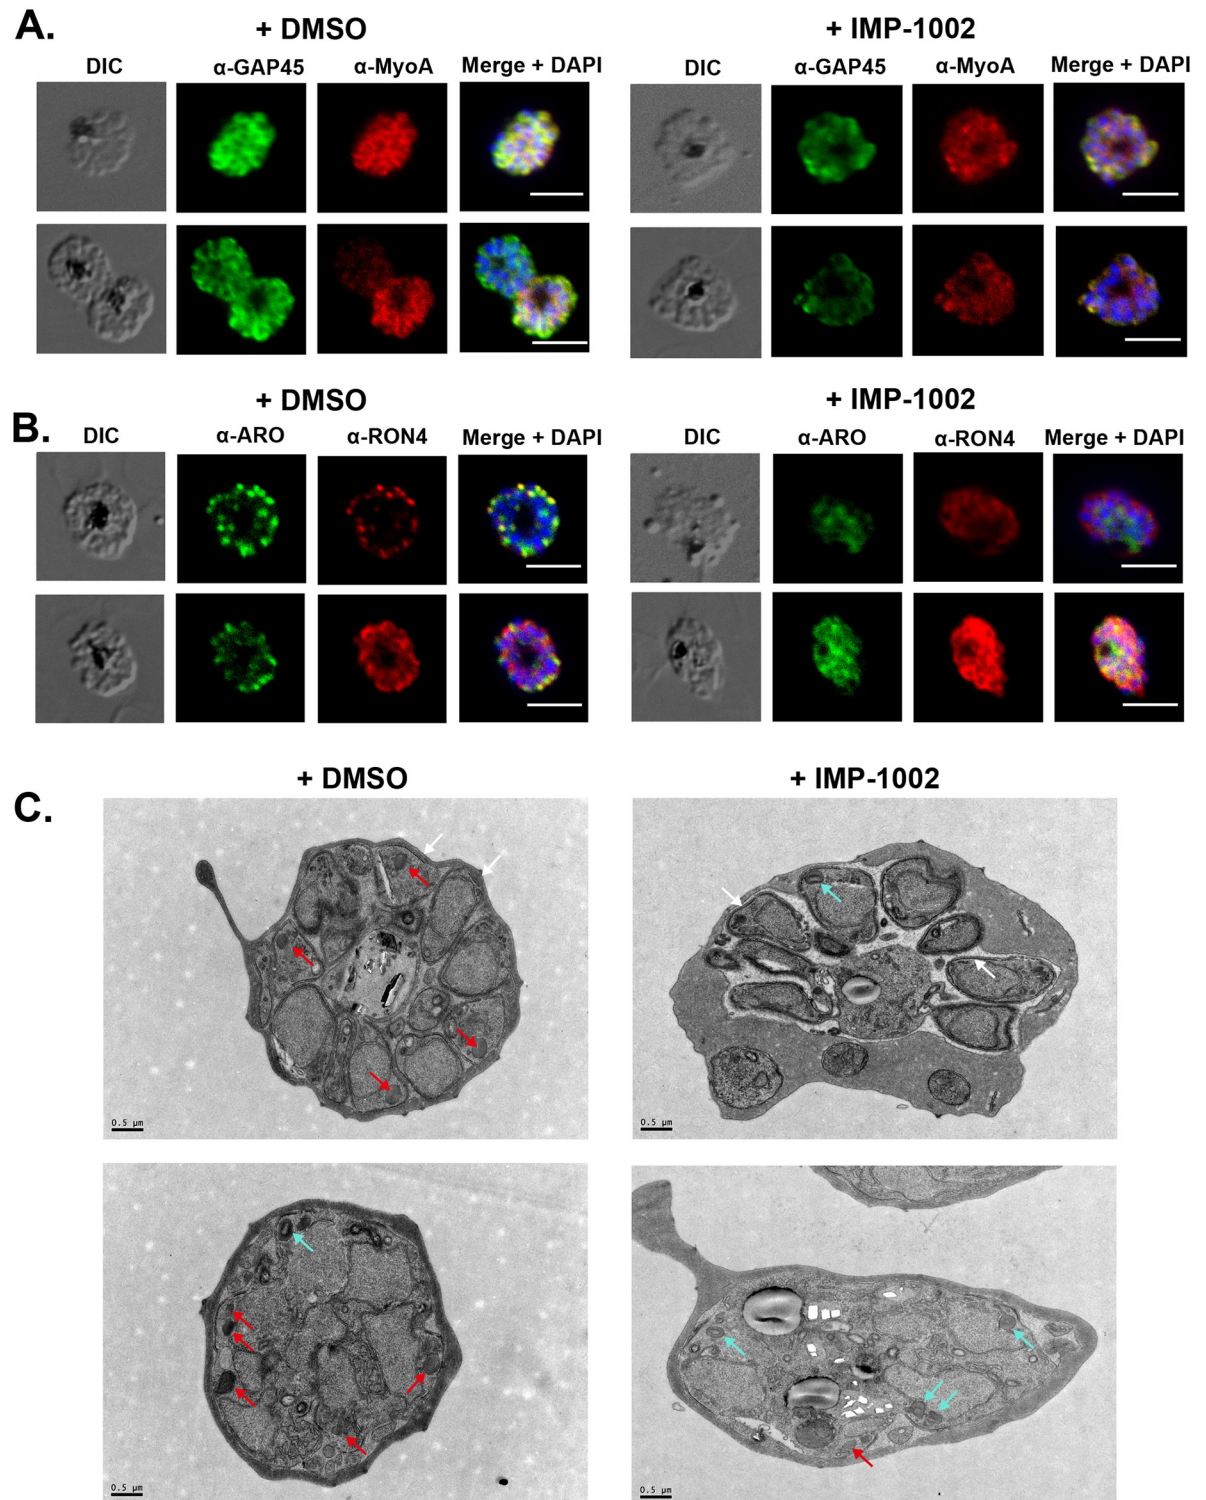 A.
+ DMSO
+ IMP-1002
DIC α-GAP45 α-MyoA Merge + DAPI
DIC α-GAP45 α-MyoA Merge + DAPI
B.
+ DMSO
+ IMP-1002
DIC α-ARO α-RON4 Merge + DAPI
DIC α-ARO α-RON4 Merge + DAPI
C.
+ DMSO
+ IMP-1002
0.5 µm
0.5 µm
0.5 µm
0.5 µm